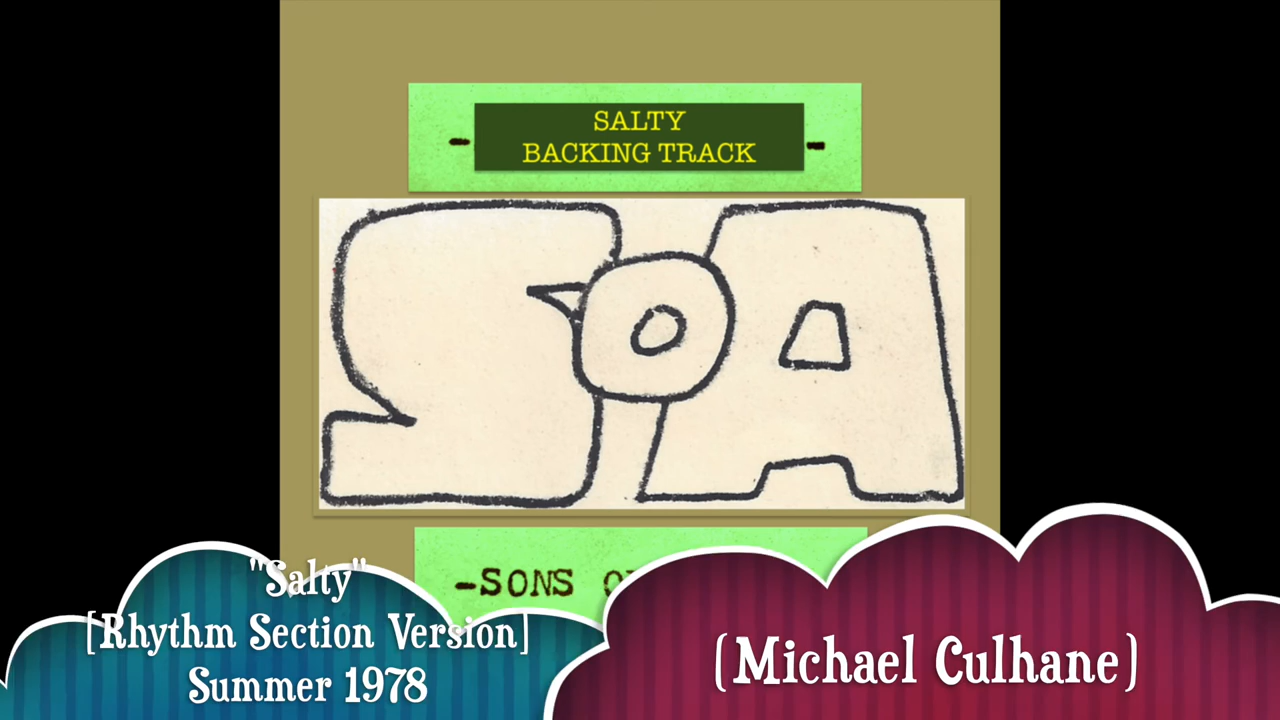 SALTY
- BACKING TRACK -
SoA
-SONS
"Salty"
[Rhythm Section Version]
Summer 1978
(Michael Culhane)